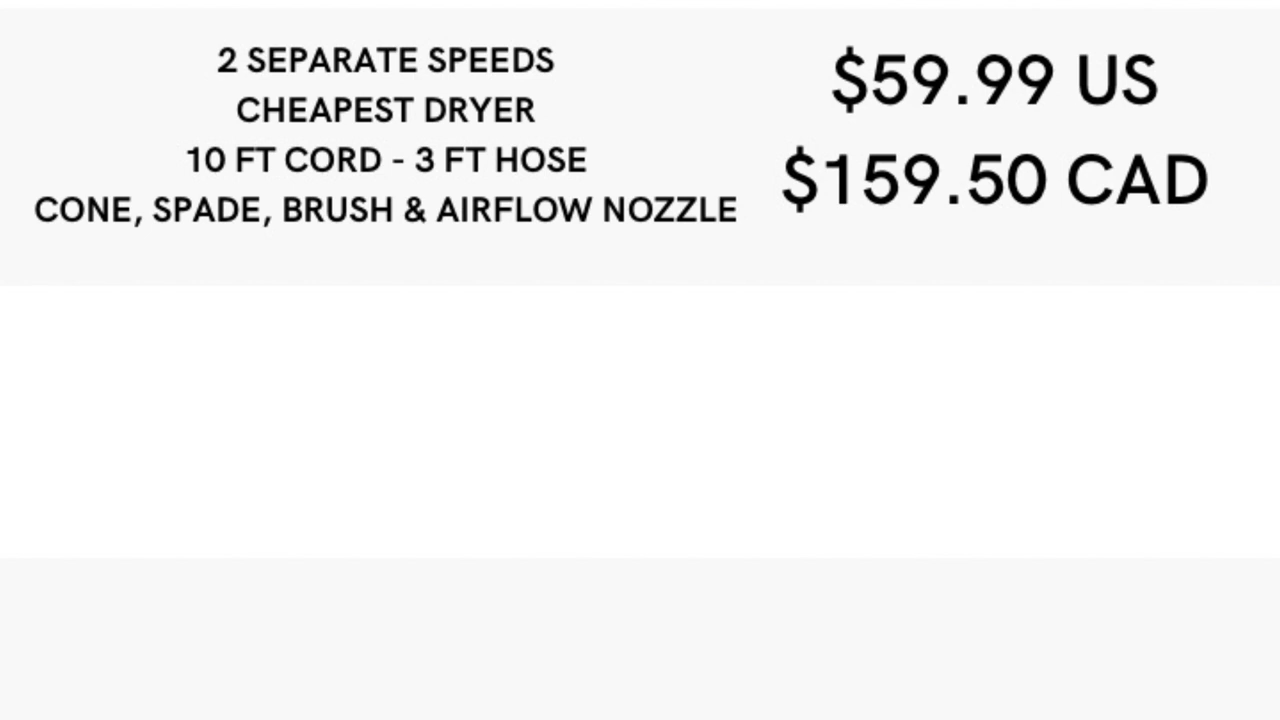 2 SEPARATE SPEEDS
CHEAPEST DRYER
10 FT CORD - 3 FT HOSE
CONE, SPADE, BRUSH & AIRFLOW NOZZLE
$59.99 US
$159.50 CAD